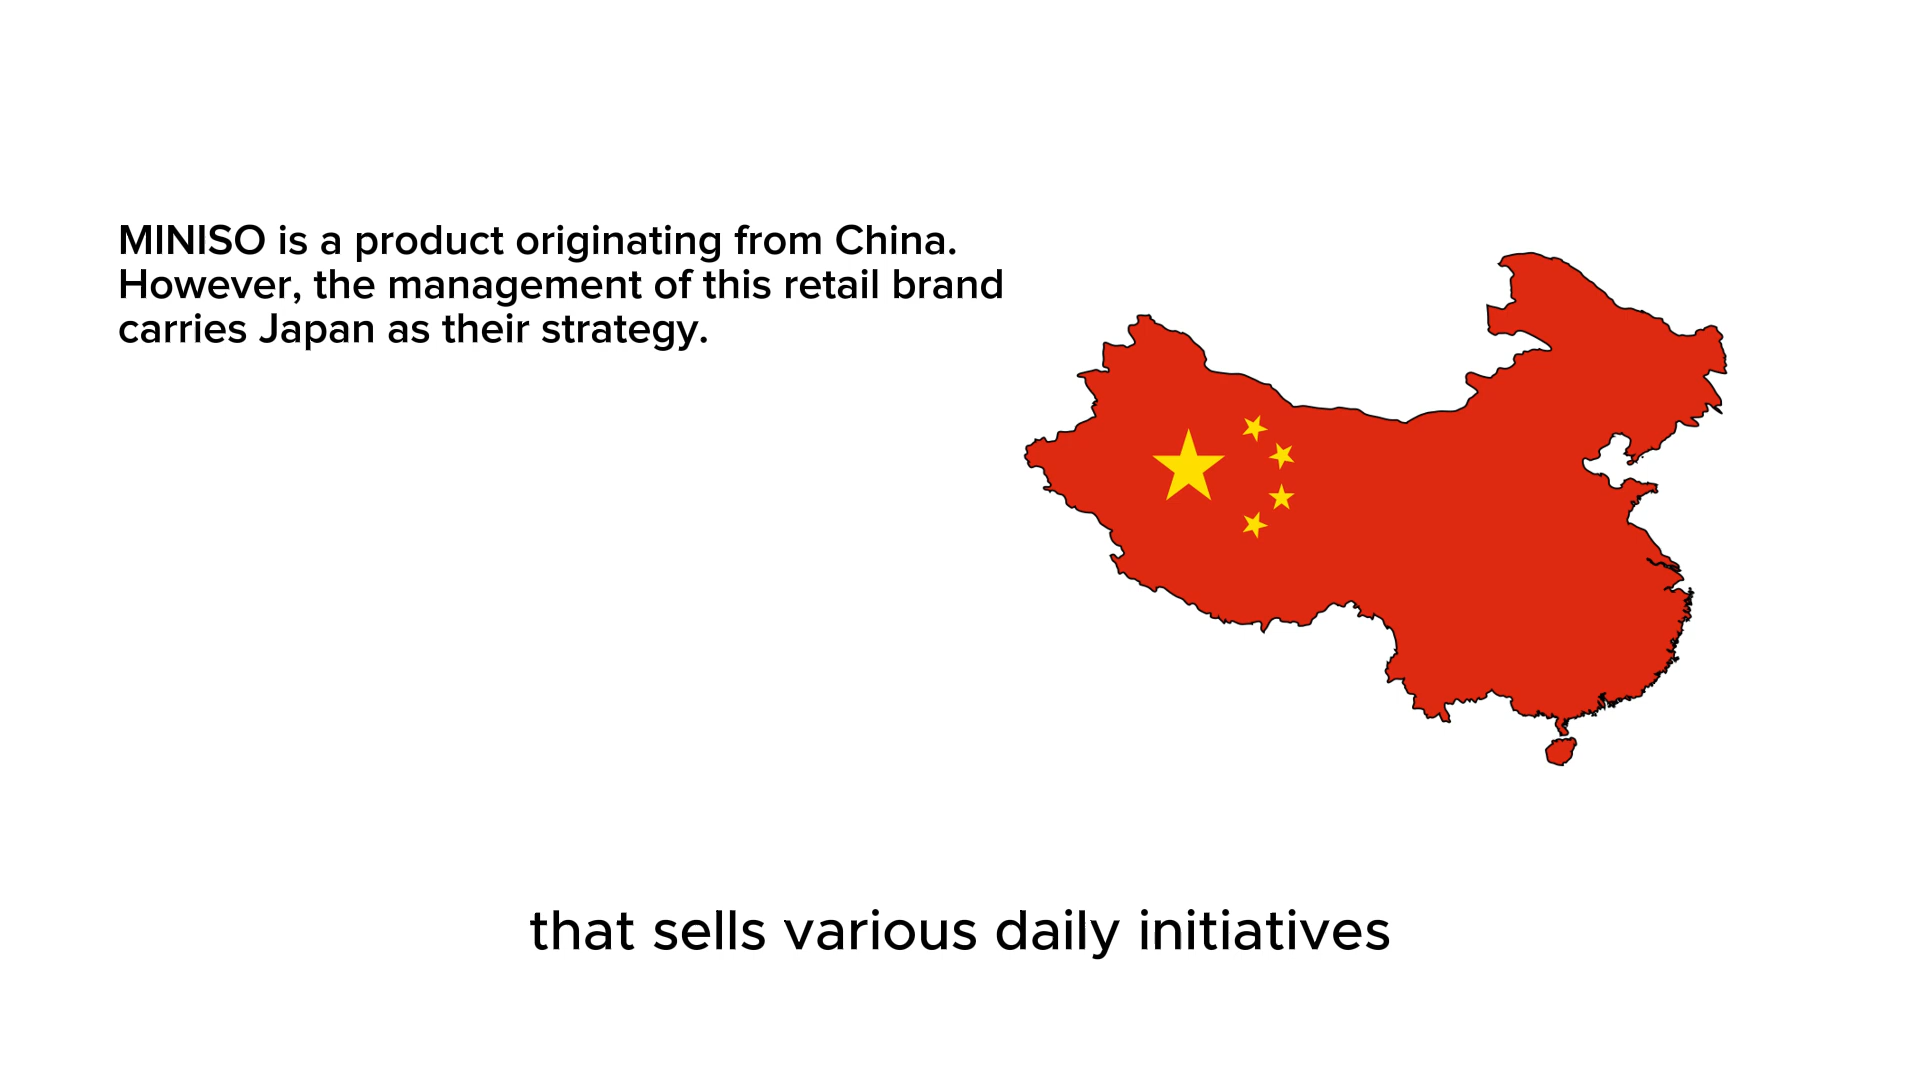 MINISO is a product originating from China.
However, the management of this retail brand
carries Japan as their strategy.
that sells various daily initiatives